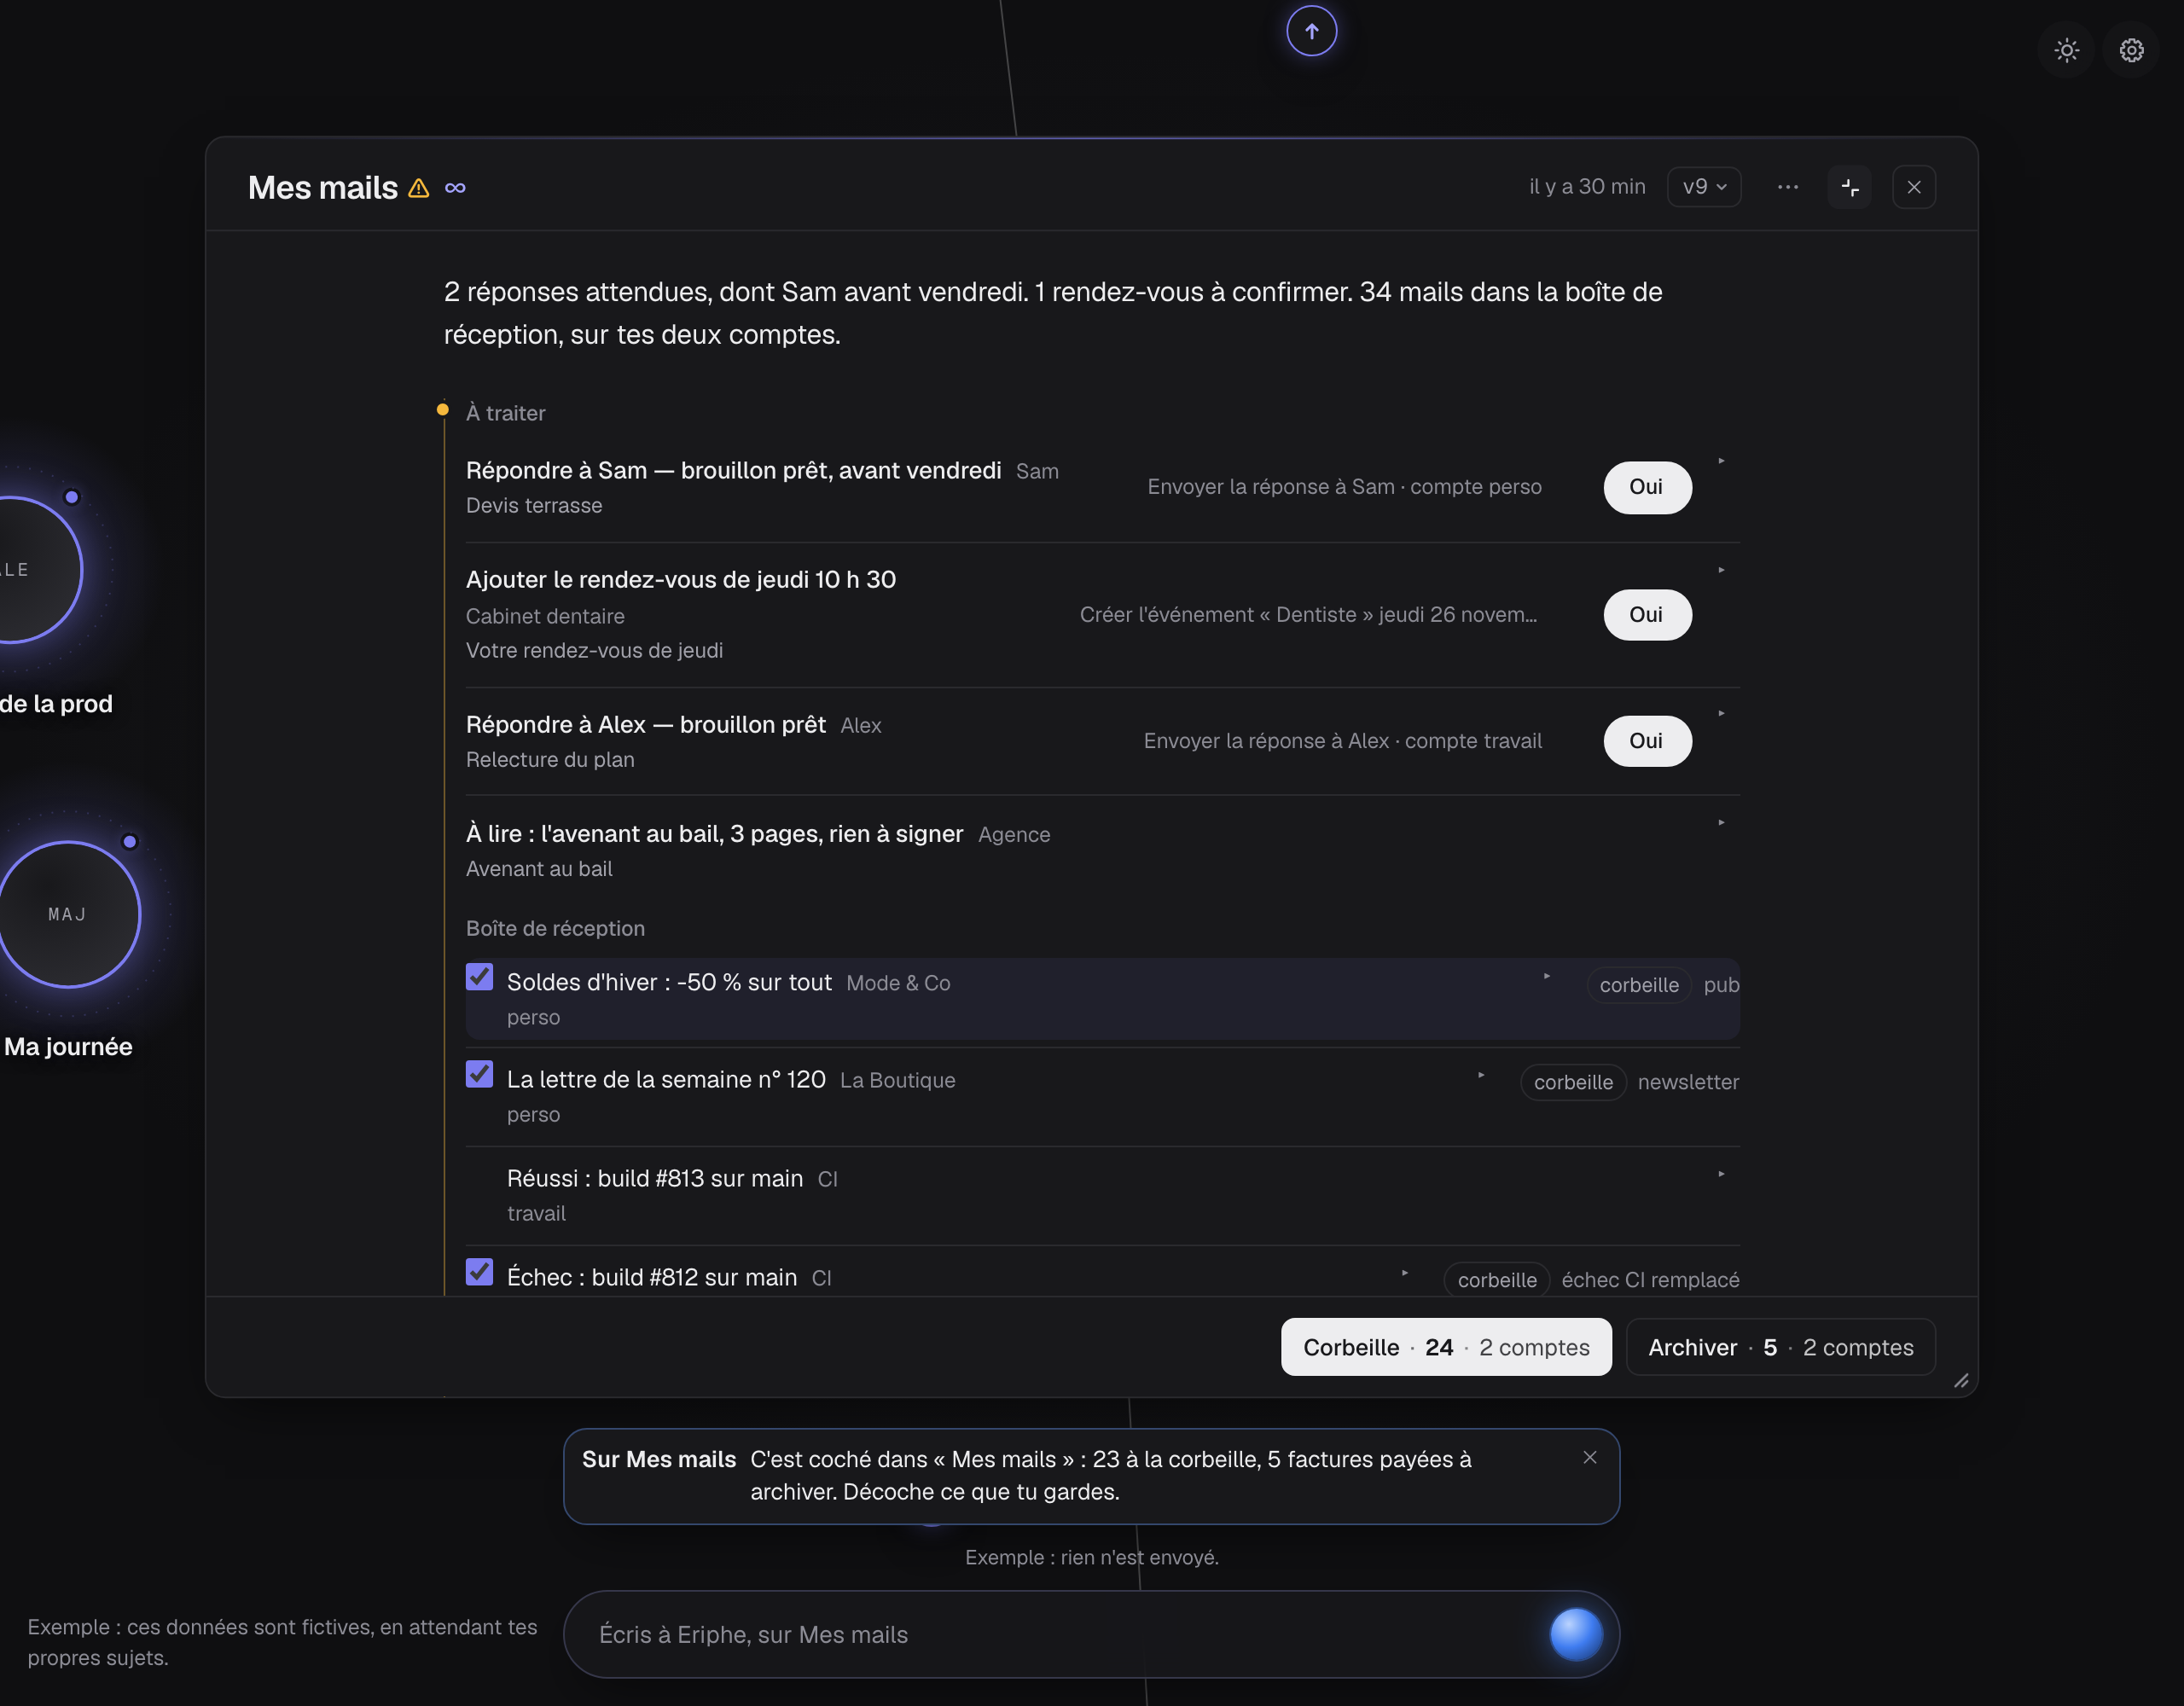 Mes mails
il y a 30 min
v9
2 réponses attendues, dont Sam avant vendredi. 1 rendez-vous à confirmer. 34 mails dans la boîte de
réception, sur tes deux comptes.
À traiter
Répondre à Sam — brouillon prêt, avant vendredi Sam
Devis terrasse
Envoyer la réponse à Sam · compte perso
Oui
Ajouter le rendez-vous de jeudi 10 h 30
Cabinet dentaire
Votre rendez-vous de jeudi
Créer l'événement « Dentiste » jeudi 26 novem...
Oui
Répondre à Alex — brouillon prêt Alex
Relecture du plan
Envoyer la réponse à Alex · compte travail
Oui
À lire : l'avenant au bail, 3 pages, rien à signer Agence
Avenant au bail
Boîte de réception
Soldes d'hiver : -50 % sur tout Mode & Co
perso
corbeille pub
La lettre de la semaine n° 120 La Boutique
perso
corbeille newsletter
Réussi : build #813 sur main CI
travail
Échec : build #812 sur main CI
corbeille échec CI remplacé
Corbeille · 24 · 2 comptes
Archiver · 5 · 2 comptes
de la prod
MAJ
Ma journée
Sur Mes mails C'est coché dans « Mes mails » : 23 à la corbeille, 5 factures payées à
archiver. Décoche ce que tu gardes.
Exemple : rien n'est envoyé.
Exemple : ces données sont fictives, en attendant tes
propres sujets.
Écris à Eriphe, sur Mes mails